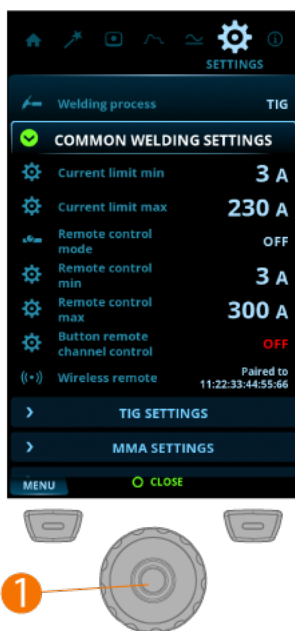 SETTINGS
Welding process TIG
COMMON WELDING SETTINGS
Current limit min 3 A
Current limit max 230 A
Remote control
mode OFF
Remote control
min 3 A
Remote control
max 300 A
Button remote
channel control OFF
Wireless remote Paired to
11:22:33:44:55:66
TIG SETTINGS
MMA SETTINGS
MENU CLOSE
1